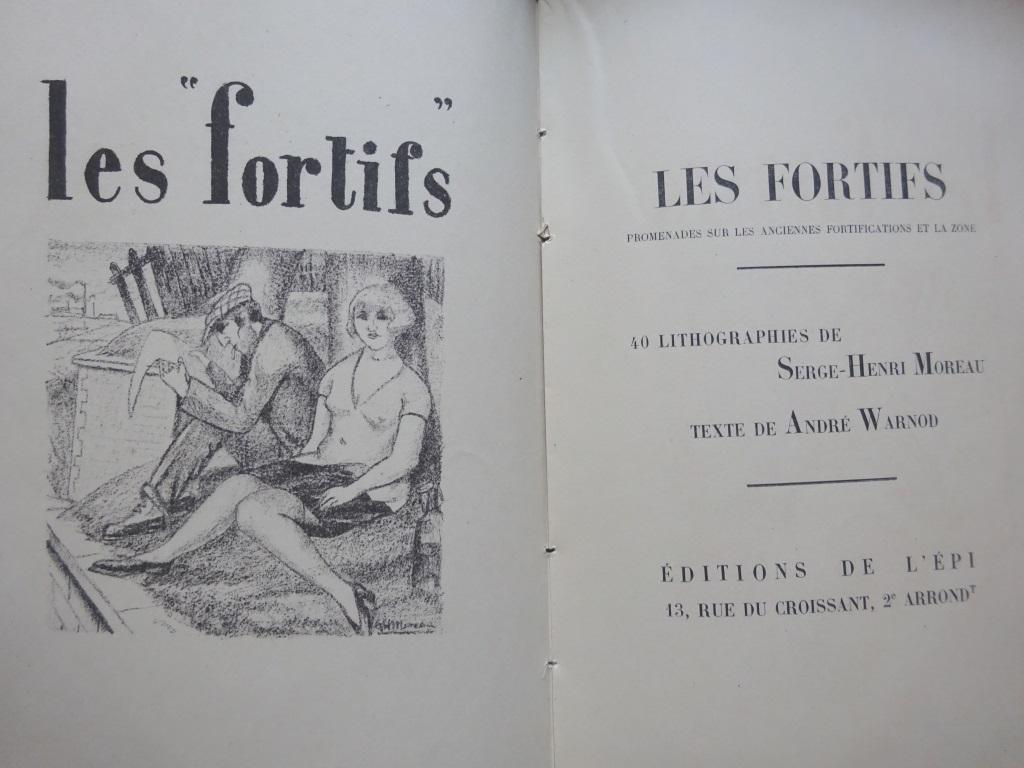 les "fortifs"
SHMoreau
LES FORTIFS
PROMENADES SUR LES ANCIENNES FORTIFICATIONS ET LA ZONE
40 LITHOGRAPHIES DE
SERGE-HENRI MOREAU
TEXTE DE ANDRÉ WARNOD
ÉDITIONS DE L'ÉPI
13, RUE DU CROISSANT, 2e ARRONDT